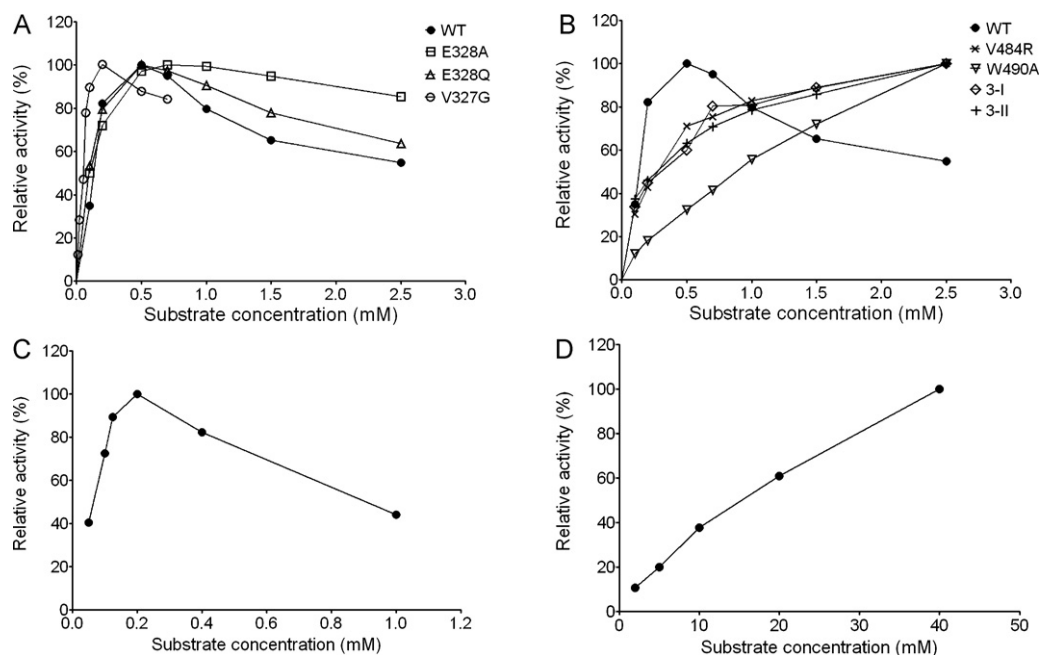 A
Relative activity (%)
120
100
80
60
40
20
0
0.0 0.5 1.0 1.5 2.0 2.5 3.0
Substrate concentration (mM)
WT
E328A
E328Q
V327G
B
Relative activity (%)
120
100
80
60
40
20
0
0.0 0.5 1.0 1.5 2.0 2.5 3.0
Substrate concentration (mM)
WT
V484R
W490A
3-I
3-II
C
Relative activity (%)
120
100
80
60
40
20
0
0.0 0.2 0.4 0.6 0.8 1.0 1.2
Substrate concentration (mM)
D
Relative activity (%)
120
100
80
60
40
20
0
0 10 20 30 40 50
Substrate concentration (mM)